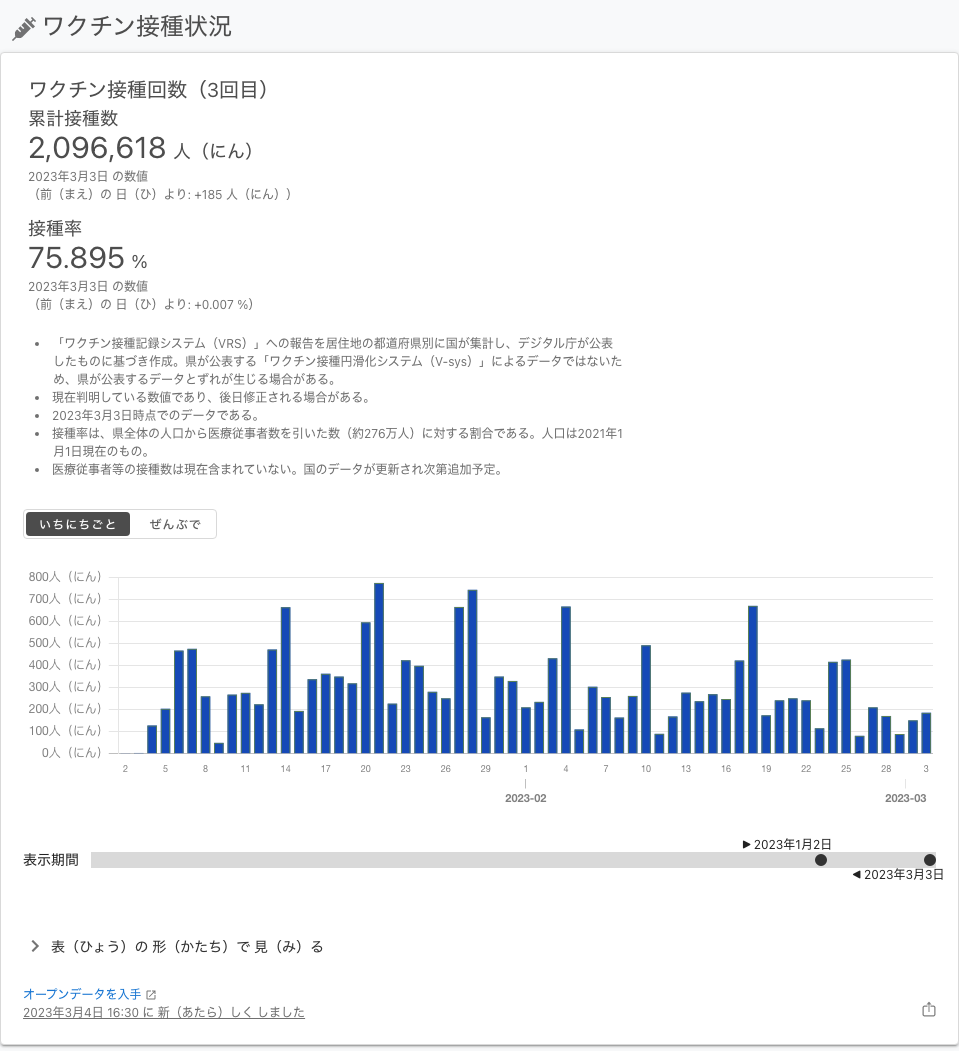 ワクチン接種状況
ワクチン接種回数（3回目）
累計接種数
2,096,618 人（にん）
2023年3月3日 の数値
（前（まえ）の 日（ひ）より: +185 人（にん））
接種率
75.895 %
2023年3月3日 の数値
（前（まえ）の 日（ひ）より: +0.007 %）
• 「ワクチン接種記録システム（VRS）」への報告を居住地の都道府県別に国が集計し、デジタル庁が公表
したものに基づき作成。県が公表する「ワクチン接種円滑化システム（V-sys）」によるデータではないた
め、県が公表するデータとずれが生じる場合がある。
• 現在判明している数値であり、後日修正される場合がある。
• 2023年3月3日時点でのデータである。
• 接種率は、県全体の人口から医療従事者数を引いた数（約276万人）に対する割合である。人口は2021年1
月1日現在のもの。
• 医療従事者等の接種数は現在含まれていない。国のデータが更新され次第追加予定。
いちにちごと ぜんぶで
800人（にん）
700人（にん）
600人（にん）
500人（にん）
400人（にん）
300人（にん）
200人（にん）
100人（にん）
0人（にん）
2 5 8 11 14 17 20 23 26 29 1 4 7 10 13 16 19 22 25 28 3
2023-02 2023-03
▶ 2023年1月2日
表示期間
◀ 2023年3月3日
表（ひょう）の 形（かたち）で 見（み）る
オープンデータを入手
2023年3月4日 16:30 に 新（あたら）しく しました